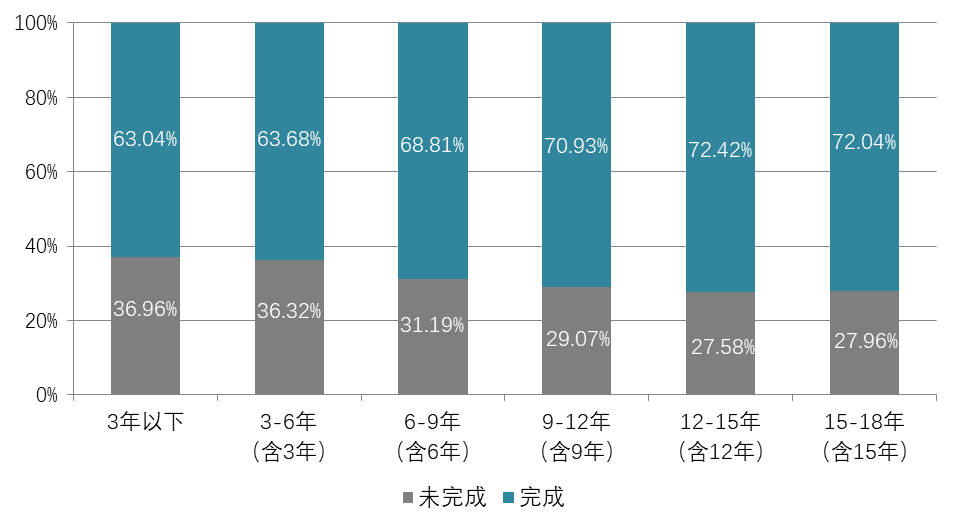 100%
80%
60%
40%
20%
0%
63.04%
63.68%
68.81%
70.93%
72.42%
72.04%
36.96%
36.32%
31.19%
29.07%
27.58%
27.96%
3年以下
3-6年
（含3年）
6-9年
（含6年）
9-12年
（含9年）
12-15年
（含12年）
15-18年
（含15年）
未完成
完成